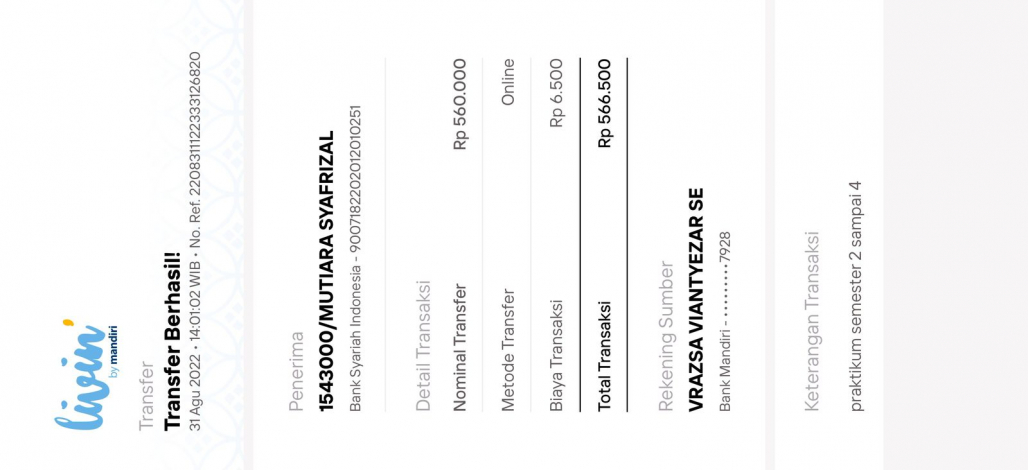 livin'
by mandiri
Transfer
Transfer Berhasil!
31 Agu 2022 • 14:01:02 WIB • No. Ref. 2208311122333126820
Penerima
1543000/MUTIARA SYAFRIZAL
Bank Syariah Indonesia - 9007182202012010251
Detail Transaksi
Nominal Transfer Rp 560.000
Metode Transfer Online
Biaya Transaksi Rp 6.500
Total Transaksi Rp 566.500
Rekening Sumber
VRAZSA VIANTYEZAR SE
Bank Mandiri - •••••••••7928
Keterangan Transaksi
praktikum semester 2 sampai 4